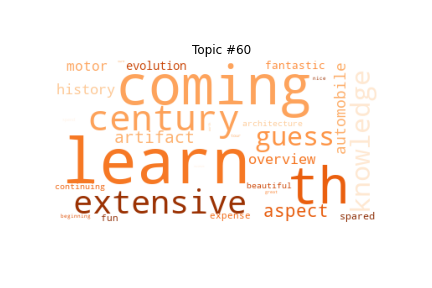 Topic #60
motor evolution fantastic
coming nice
history
century
architecture
automobile
knowledge
artifact guess
learn
overview
th
continuing beautiful
great
extensive aspect
beginning fun expense spared